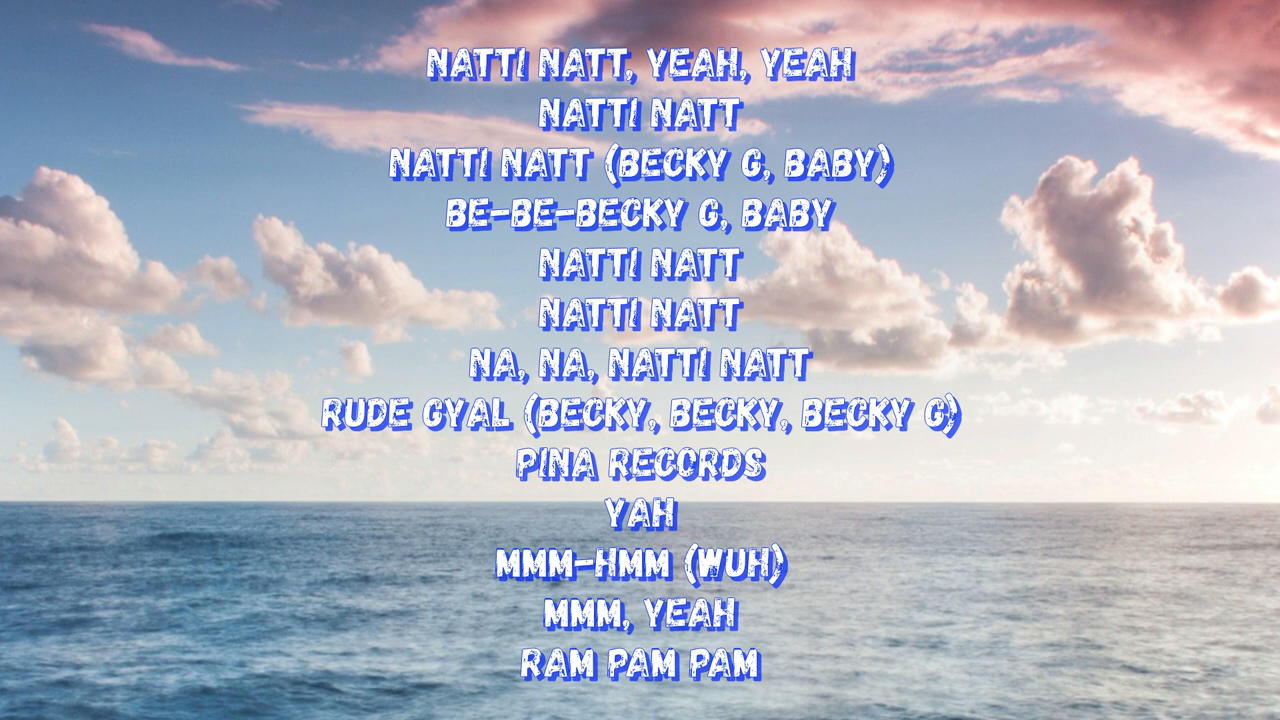 NATTI NATT, YEAH, YEAH
NATTI NATT
NATTI NATT (BECKY G, BABY)
BE-BE-BECKY G, BABY
NATTI NATT
NATTI NATT
NA, NA, NATTI NATT
RUDE GYAL (BECKY, BECKY, BECKY G)
PINA RECORDS
YAH
MMM-HMM (WUH)
MMM, YEAH
RAM PAM PAM